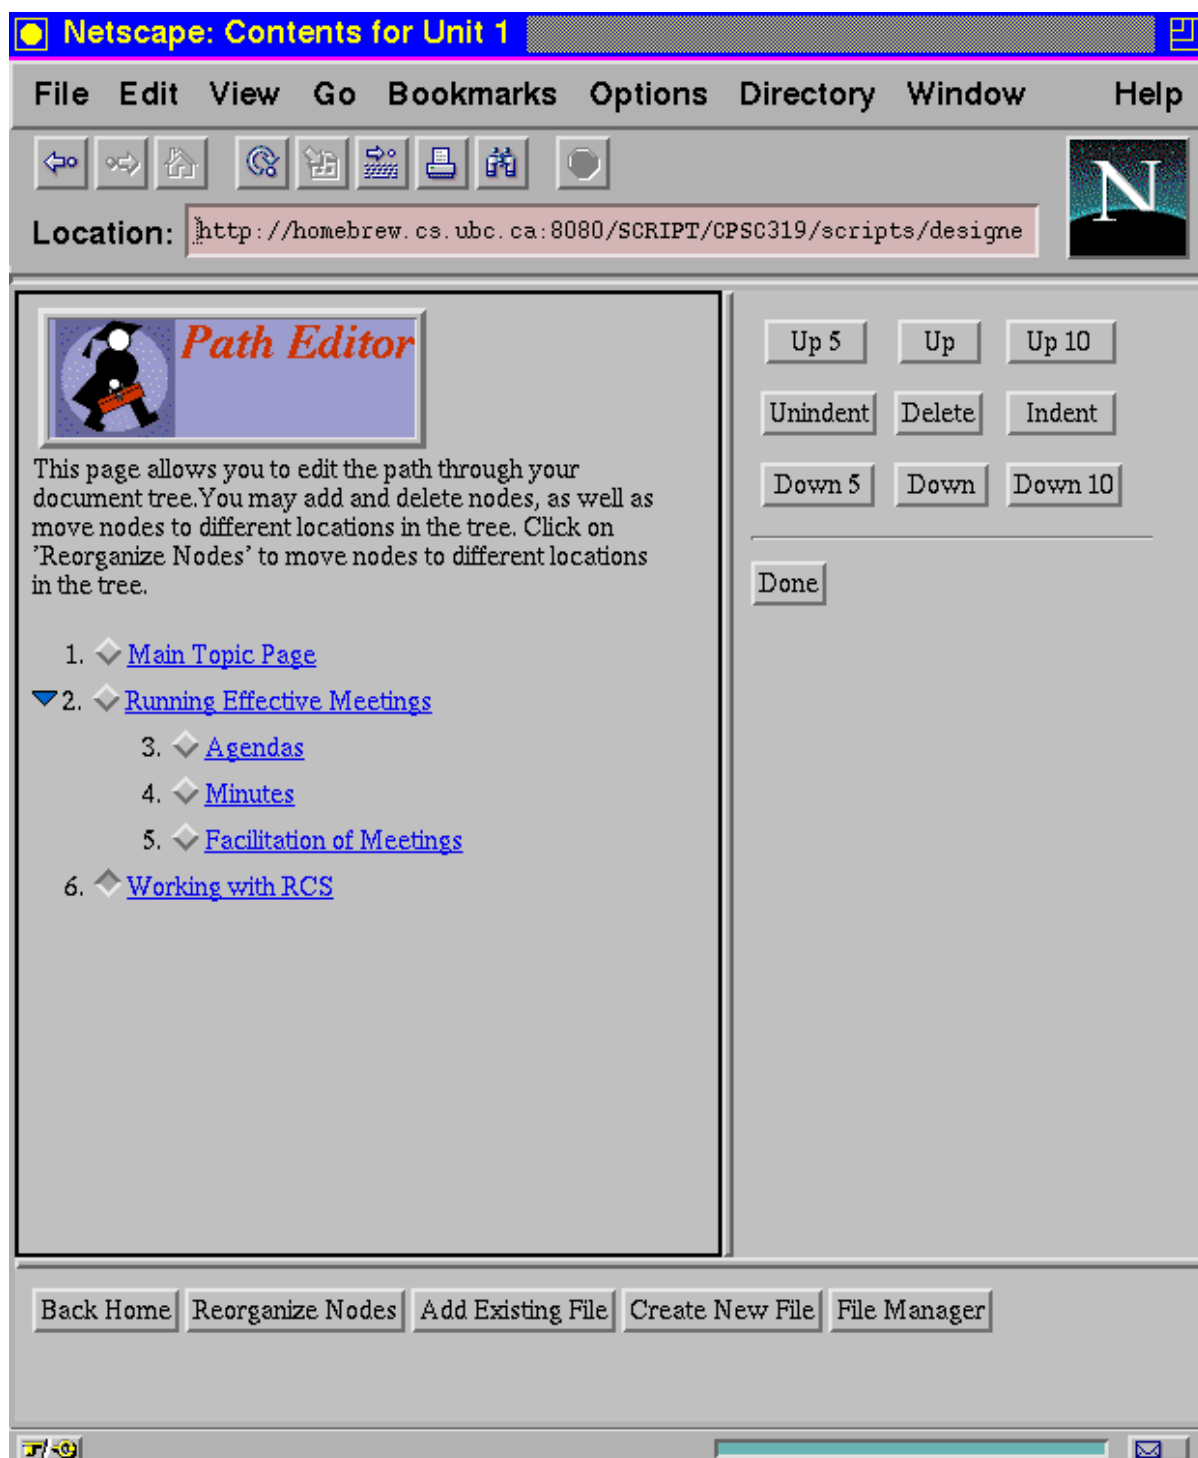 Netscape: Contents for Unit 1
File Edit View Go Bookmarks Options Directory Window Help
N
Location: http://homebrew.cs.ubc.ca:8080/SCRIPT/CPSC319/scripts/designe
Path Editor
This page allows you to edit the path through your
document tree.You may add and delete nodes, as well as
move nodes to different locations in the tree. Click on
'Reorganize Nodes' to move nodes to different locations
in the tree.
1. Main Topic Page
2. Running Effective Meetings
3. Agendas
4. Minutes
5. Facilitation of Meetings
6. Working with RCS
Up 5 Up Up 10
Unindent Delete Indent
Down 5 Down Down 10
Done
Back Home Reorganize Nodes Add Existing File Create New File File Manager